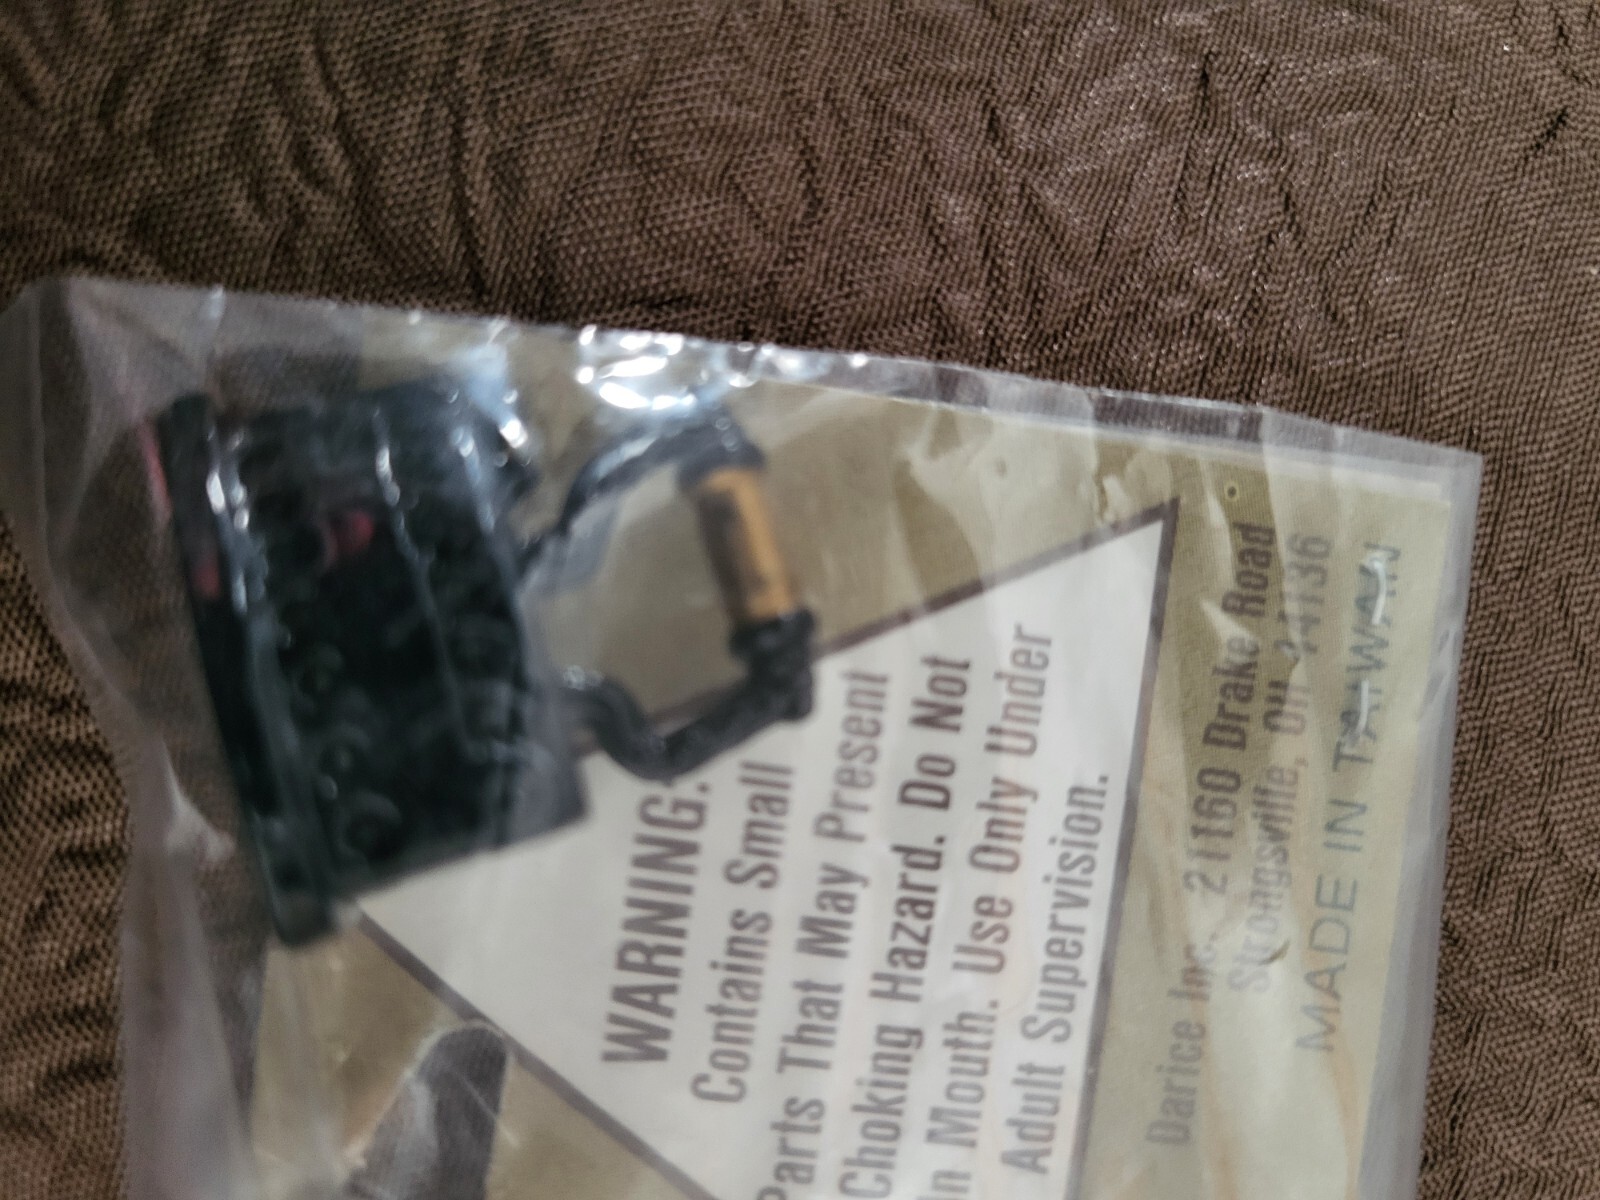 WARNING:
Contains Small
Parts That May Present
Choking Hazard. Do Not
In Mouth. Use Only Under
Adult Supervision.
Darice Inc. 21160 Drake Road
Strongsville, OH 44136
MADE IN TAIWAN